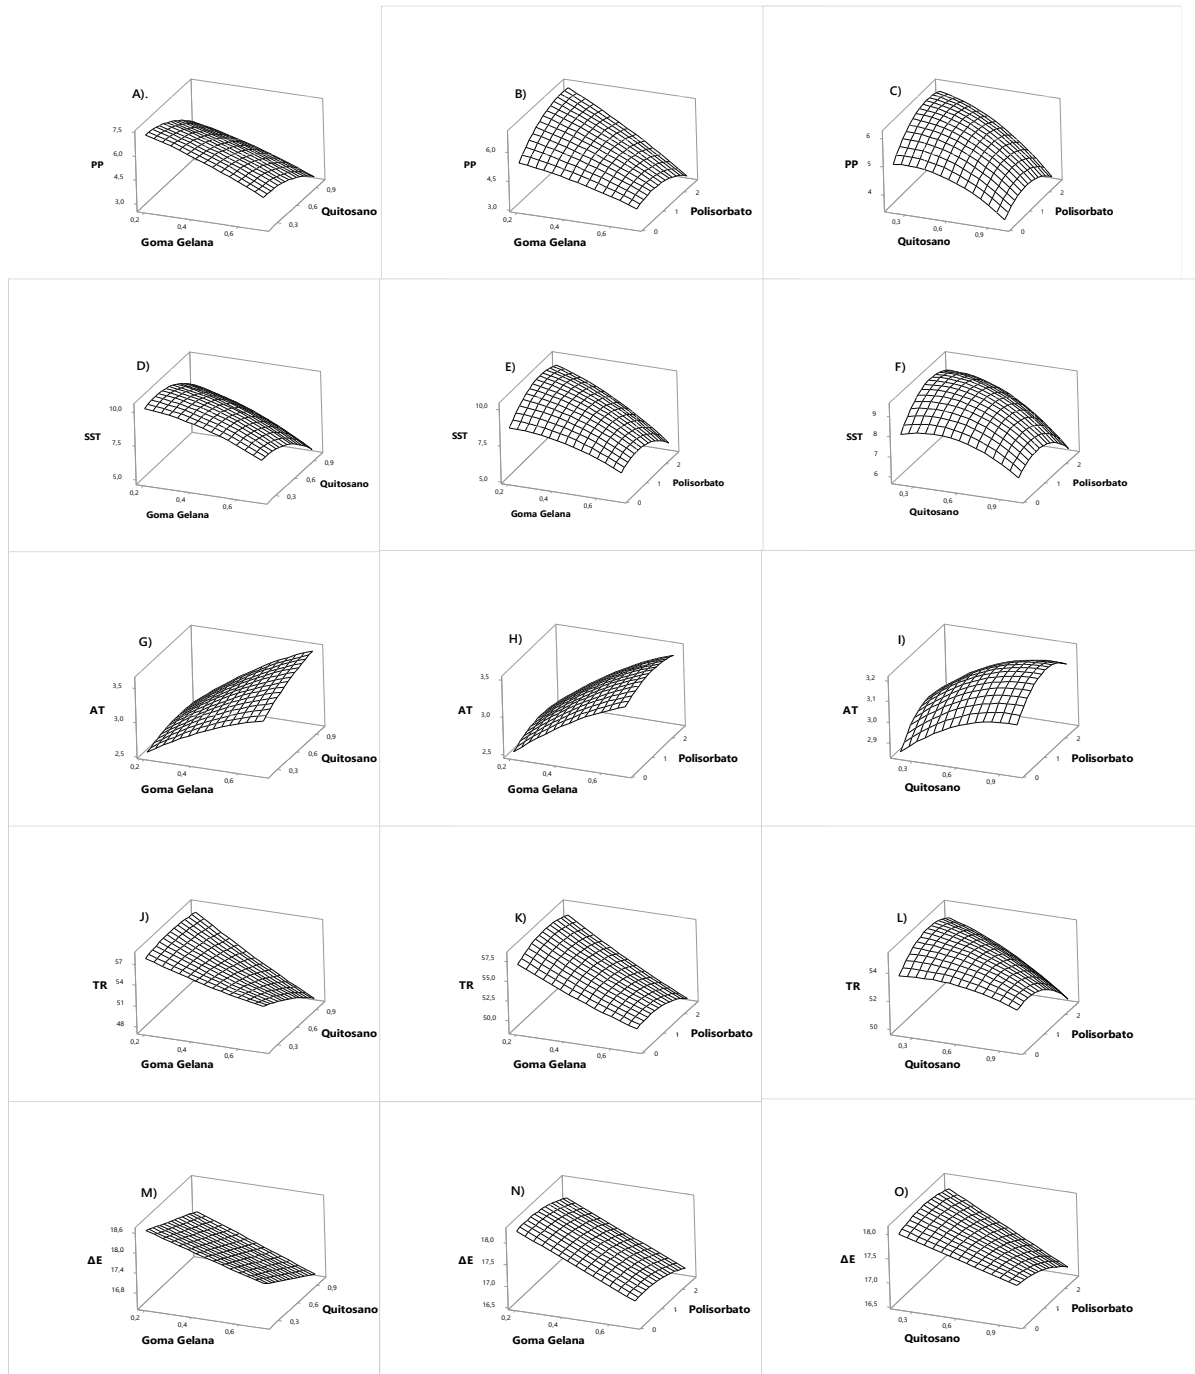 A).
7,5
6,0
PP
4,5
3,0
0,2
0,4
0,6
Goma Gelana
0,3
0,6
0,9
Quitosano
B)
PP
6,0
4,5
3,0
0,2
0,4
0,6
Goma Gelana
0
1
2
Polisorbato
C)
6
PP
5
4
0,3
0,6
0,9
Quitosano
0
1
2
Polisorbato
D)
10,0
SST
7,5
5,0
0,2
0,4
0,6
Goma Gelana
0,3
0,6
0,9
Quitosano
E)
10,0
SST
7,5
5,0
0,2
0,4
0,6
Goma Gelana
0
1
2
Polisorbato
F)
9
SST
8
7
6
0,3
0,6
0,9
Quitosano
0
1
2
Polisorbato
G)
3,5
AT
3,0
2,5
0,2
0,4
0,6
Goma Gelana
0,3
0,6
0,9
Quitosano
H)
3,5
AT
3,0
2,5
0,2
0,4
0,6
Goma Gelana
0
1
2
Polisorbato
I)
3,2
3,1
AT
3,0
2,9
0,3
0,6
0,9
Quitosano
0
1
2
Polisorbato
J)
57
TR
54
51
48
0,2
0,4
0,6
Goma Gelana
0,3
0,6
0,9
Quitosano
K)
57,5
TR
55,0
52,5
50,0
0,2
0,4
0,6
Goma Gelana
0
1
2
Polisorbato
L)
54
TR
52
50
0,3
0,6
0,9
Quitosano
0
1
2
Polisorbato
M)
18,6
18,0
ΔE
17,4
16,8
0,2
0,4
0,6
Goma Gelana
0,3
0,6
0,9
Quitosano
N)
18,0
ΔE
17,5
17,0
16,5
0,2
0,4
0,6
Goma Gelana
0
1
2
Polisorbato
O)
18,0
ΔE
17,5
17,0
16,5
0,3
0,6
0,9
Quitosano
0
1
2
Polisorbato